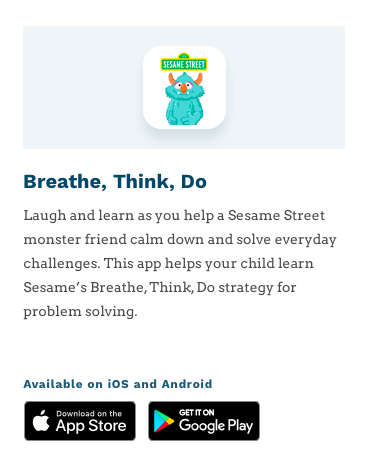 SESAME STREET
Breathe, Think, Do
Laugh and learn as you help a Sesame Street
monster friend calm down and solve everyday
challenges. This app helps your child learn
Sesame's Breathe, Think, Do strategy for
problem solving.
Available on iOS and Android
Download on the
App Store
GET IT ON
Google Play